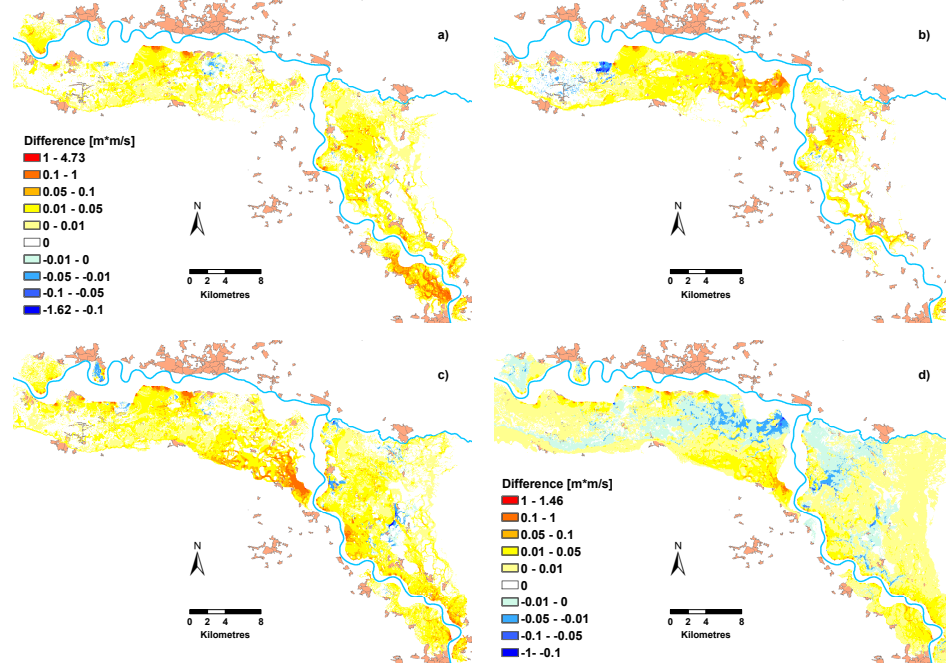 a)
b)
Difference [m*m/s]
1 - 4.73
0.1 - 1
0.05 - 0.1
0.01 - 0.05
0 - 0.01
0
-0.01 - 0
-0.05 - -0.01
-0.1 - -0.05
-1.62 - -0.1
N
0 2 4 8
Kilometres
N
0 2 4 8
Kilometres
c)
d)
N
0 2 4 8
Kilometres
Difference [m*m/s]
1 - 1.46
0.1 - 1
0.05 - 0.1
0.01 - 0.05
0 - 0.01
0
-0.01 - 0
-0.05 - -0.01
-0.1 - -0.05
-1- -0.1
N
0 2 4 8
Kilometres